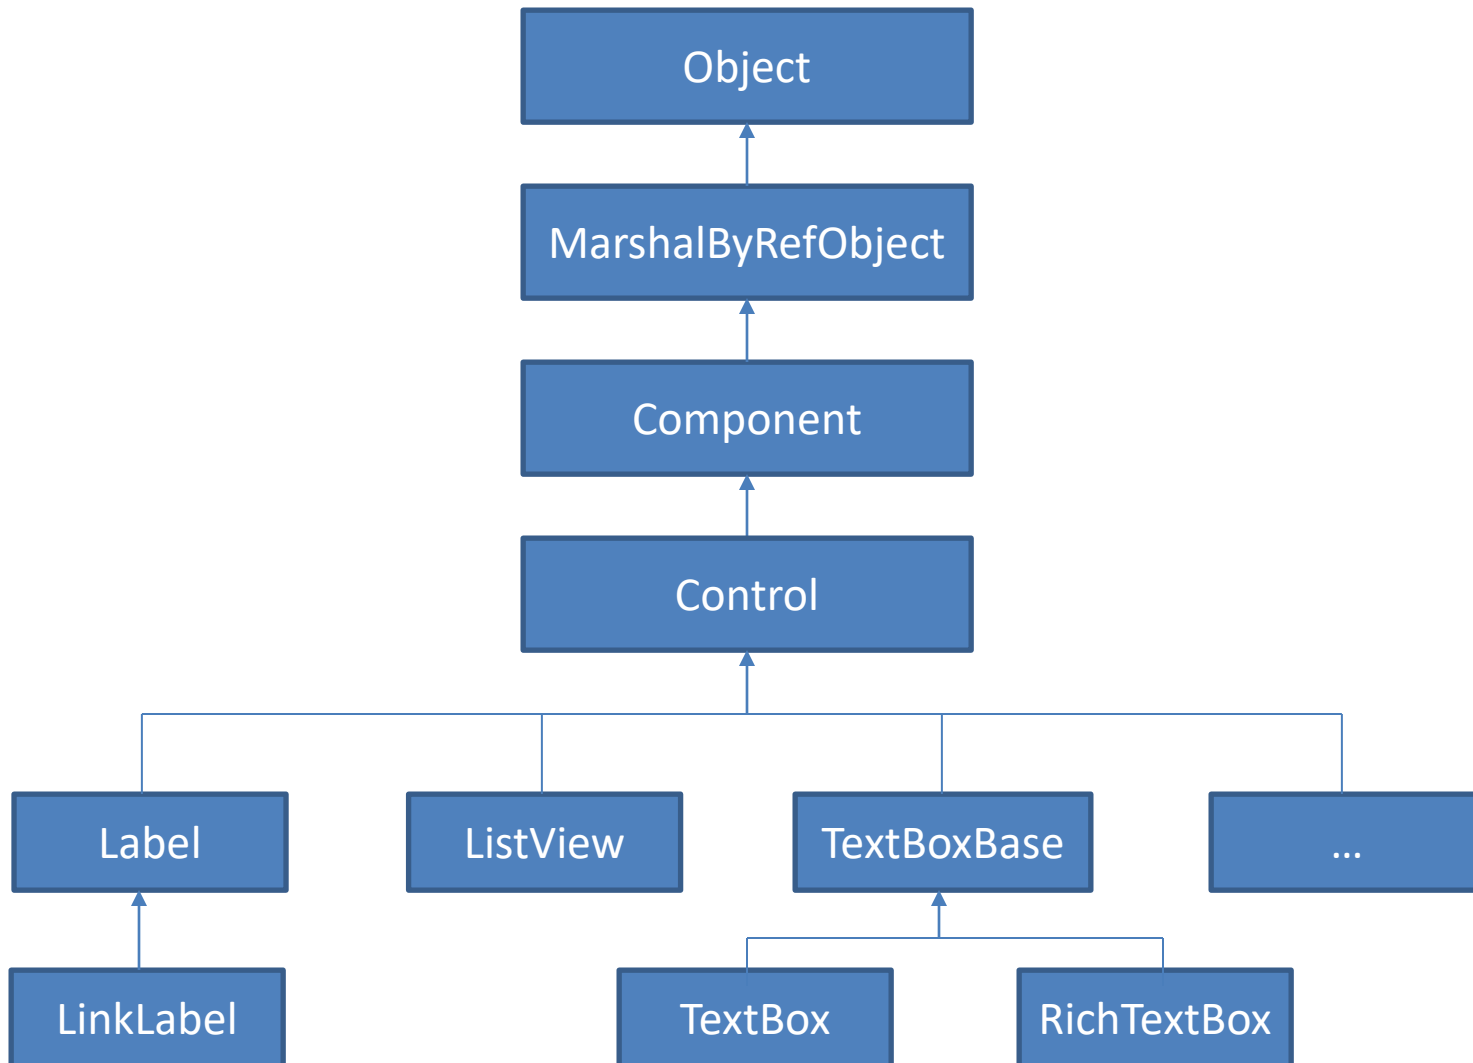 Object
MarshalByRefObject
Component
Control
Label
ListView
TextBoxBase
...
LinkLabel
TextBox
RichTextBox